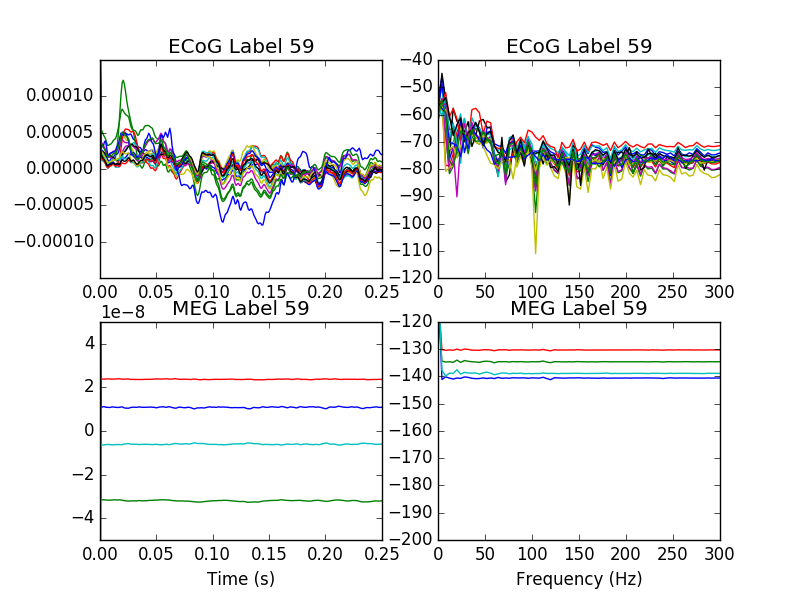 ECoG Label 59
ECoG Label 59
0.00010
0.00005
0.00000
−0.00005
−0.00010
0.00 0.05 0.10 0.15 0.20 0.25
−40
−50
−60
−70
−80
−90
−100
−110
−120
0 50 100 150 200 250 300
1e−8
MEG Label 59
MEG Label 59
4
2
0
−2
−4
0.00 0.05 0.10 0.15 0.20 0.25
Time (s)
−120
−130
−140
−150
−160
−170
−180
−190
−200
0 50 100 150 200 250 300
Frequency (Hz)